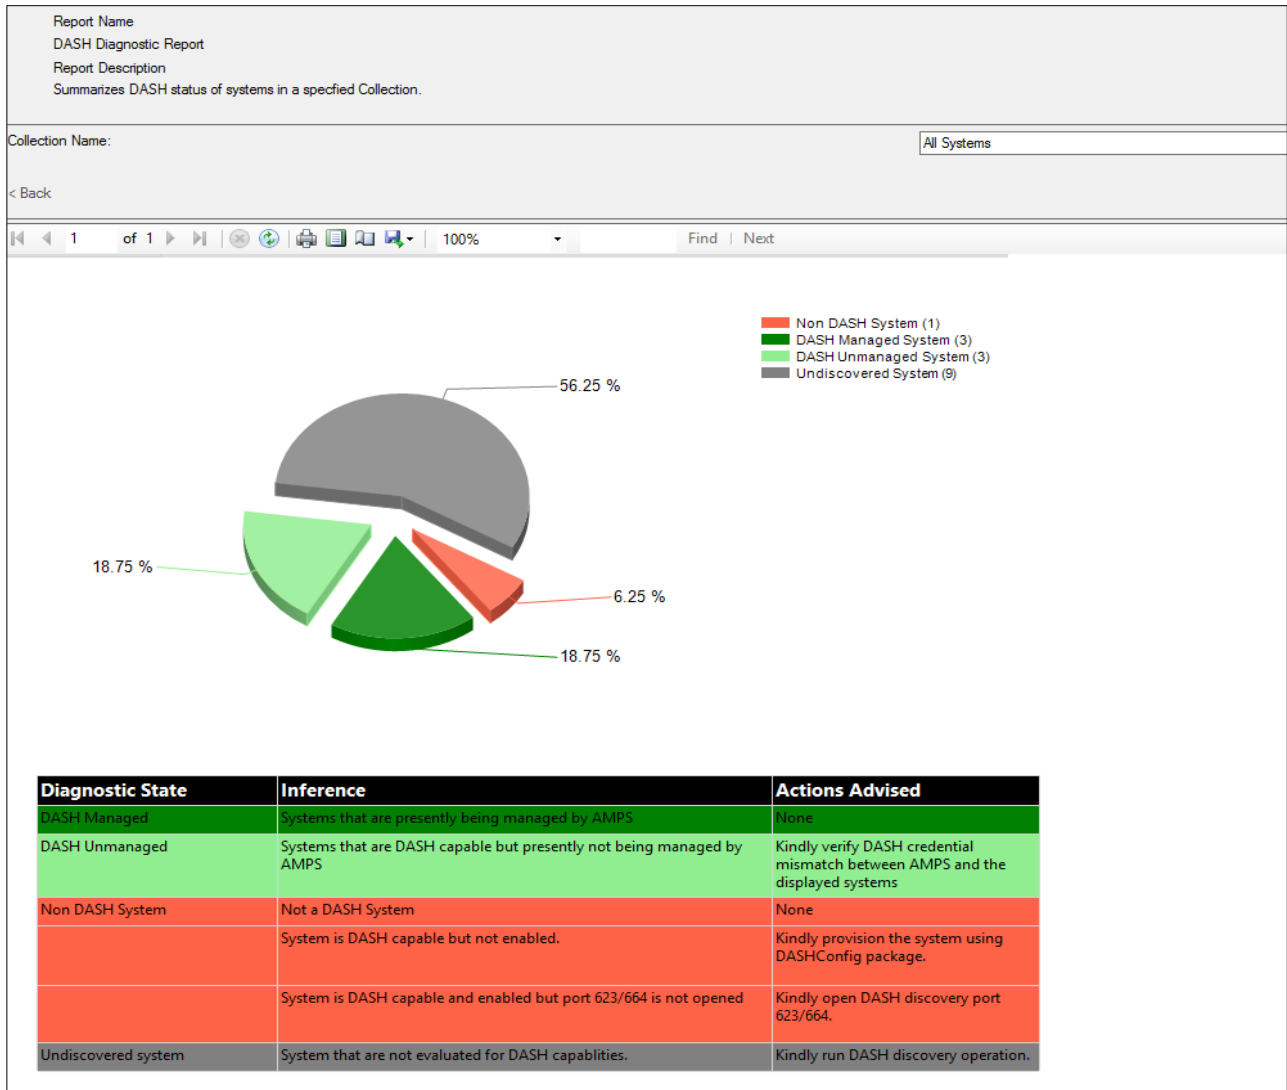 Report Name
DASH Diagnostic Report
Report Description
Summarizes DASH status of systems in a specfied Collection.
Collection Name:
All Systems
< Back
1 of 1
100%
Find | Next
Non DASH System (1)
DASH Managed System (3)
DASH Unmanaged System (3)
Undiscovered System (9)
56.25 %
18.75 %
6.25 %
18.75 %
Diagnostic State Inference Actions Advised
DASH Managed Systems that are presently being managed by AMPS None
DASH Unmanaged Systems that are DASH capable but presently not being managed by
AMPS
Kindly verify DASH credential
mismatch between AMPS and the
displayed systems
Non DASH System Not a DASH System None
System is DASH capable but not enabled.
Kindly provision the system using
DASHConfig package.
System is DASH capable and enabled but port 623/664 is not opened
Kindly open DASH discovery port
623/664.
Undiscovered system System that are not evaluated for DASH capablities. Kindly run DASH discovery operation.